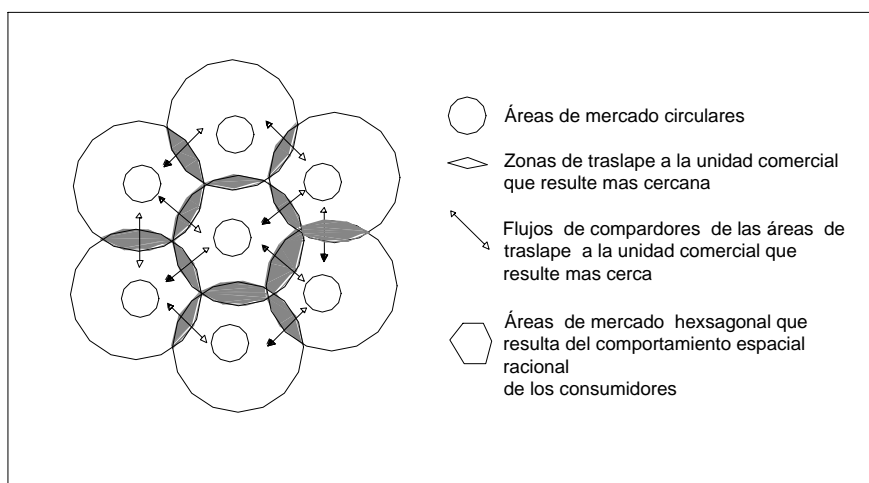 Áreas de mercado circulares
Zonas de traslape a la unidad comercial
que resulte mas cercana
Flujos de compardores de las áreas de
traslape a la unidad comercial que
resulte mas cerca
Áreas de mercado hexsagonal que
resulta del comportamiento espacial
racional
de los consumidores